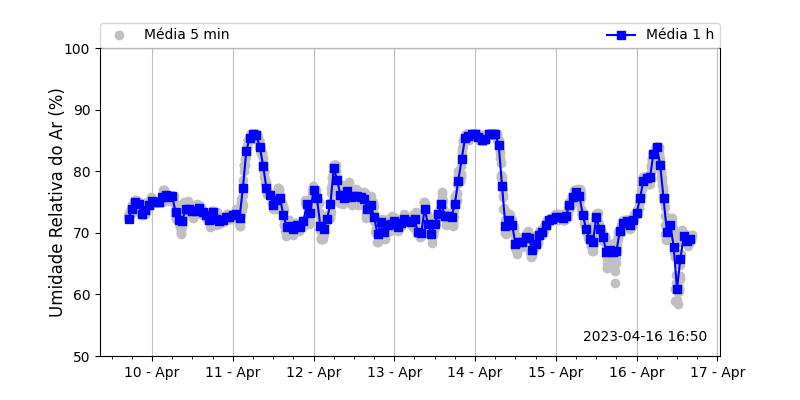 Média 5 min
Média 1 h
Umidade Relativa do Ar (%)
100
90
80
70
60
50
2023-04-16 16:50
10 - Apr
11 - Apr
12 - Apr
13 - Apr
14 - Apr
15 - Apr
16 - Apr
17 - Apr